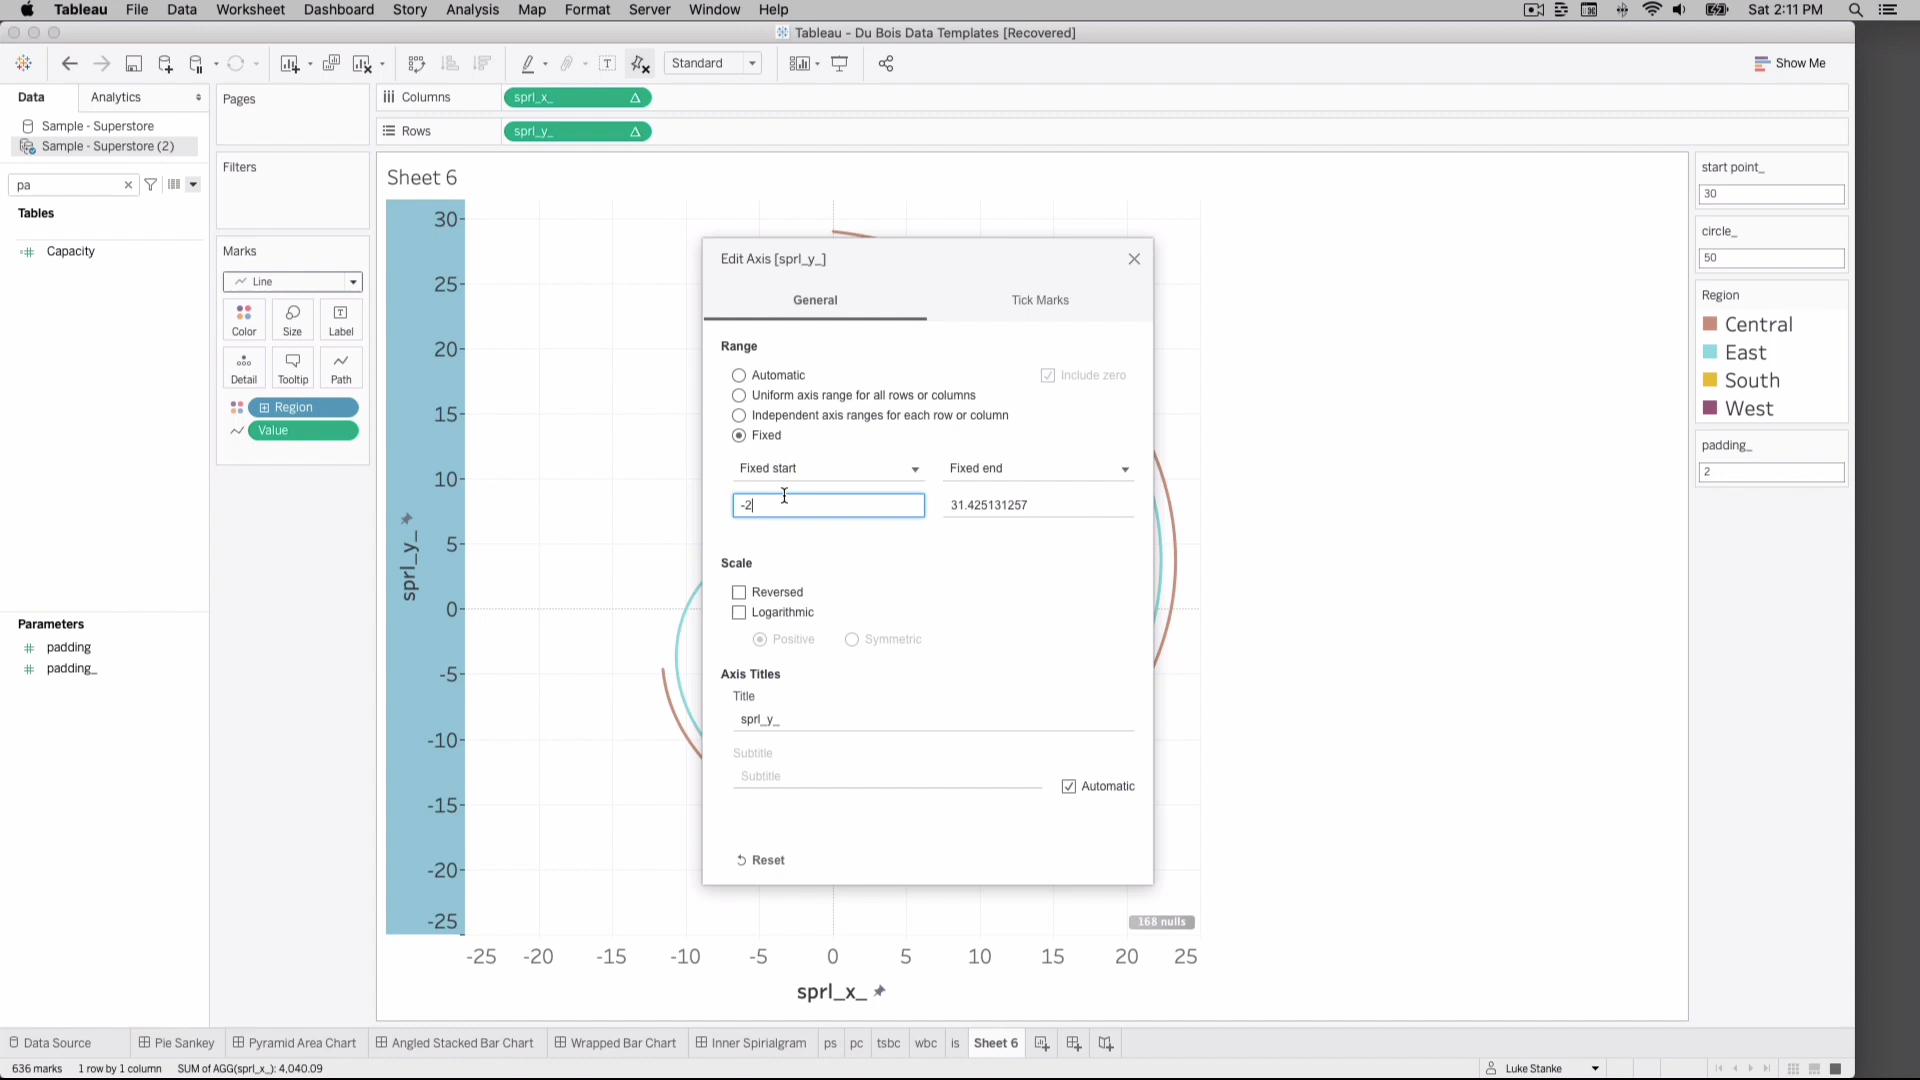 Tableau File Data Worksheet Dashboard Story Analysis Map Format Server Window Help Sat 2:11 PM
Tableau - Du Bois Data Templates [Recovered]
Standard
Show Me
Data Analytics
Sample - Superstore
Sample - Superstore (2)
pa
Tables
Capacity
Parameters
padding
padding_
Pages
Filters
Marks
Line
Color Size Label
Detail Tooltip Path
Region
Value
Columns sprl_x_
Rows sprl_y_
Sheet 6
30
25
20
15
10
5
0
-5
-10
-15
-20
-25
sprl_y_
-25 -20 -15 -10 -5 0 5 10 15 20 25
sprl_x_
168 nulls
Edit Axis [sprl_y_]
General Tick Marks
Range
Automatic Include zero
Uniform axis range for all rows or columns
Independent axis ranges for each row or column
Fixed
Fixed start Fixed end
-2 31.425131257
Scale
Reversed
Logarithmic
Positive Symmetric
Axis Titles
Title
sprl_y_
Subtitle
Subtitle
Automatic
Reset
start point_
30
circle_
50
Region
Central
East
South
West
padding_
2
Data Source Pie Sankey Pyramid Area Chart Angled Stacked Bar Chart Wrapped Bar Chart Inner Spirialgram ps pc tsbc wbc is Sheet 6
636 marks 1 row by 1 column SUM of AGG(sprl_x_): 4,040.09 Luke Stanke